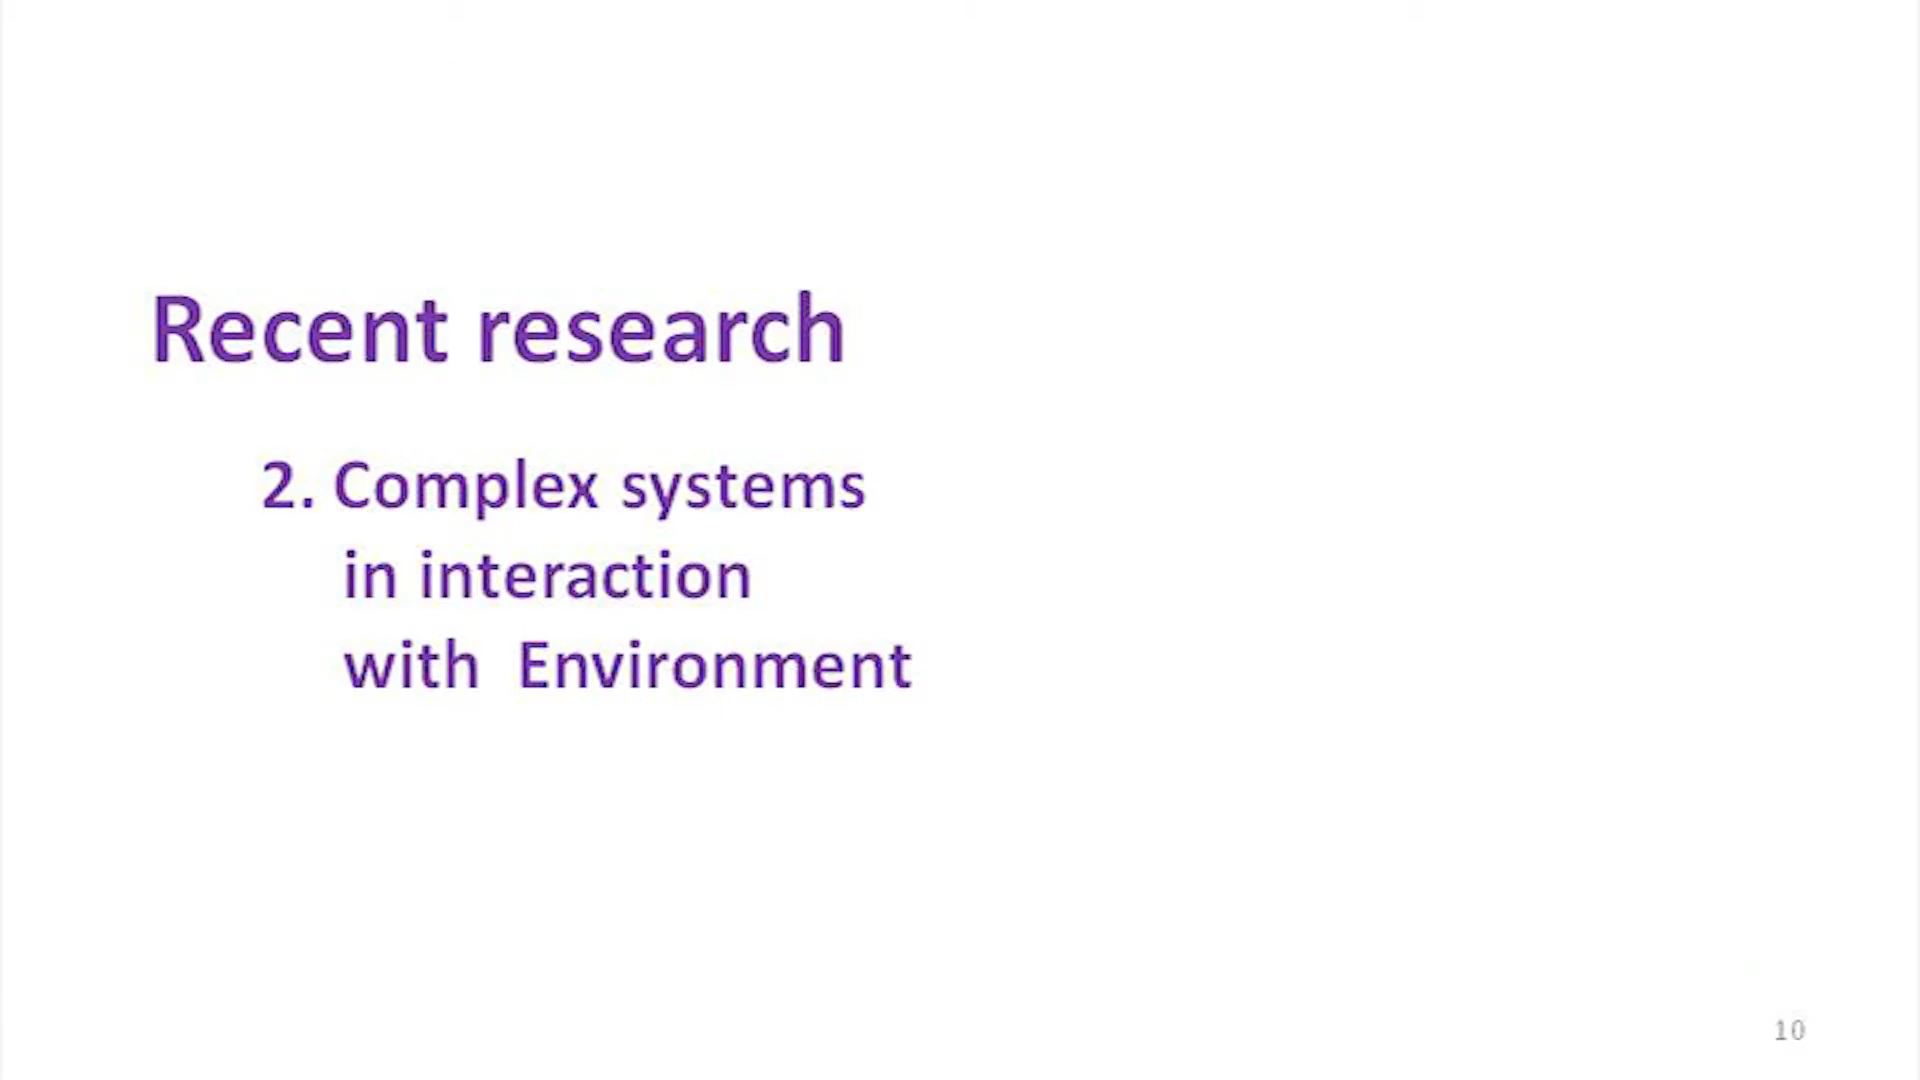 Recent research
2. Complex systems
in interaction
with  Environment
10